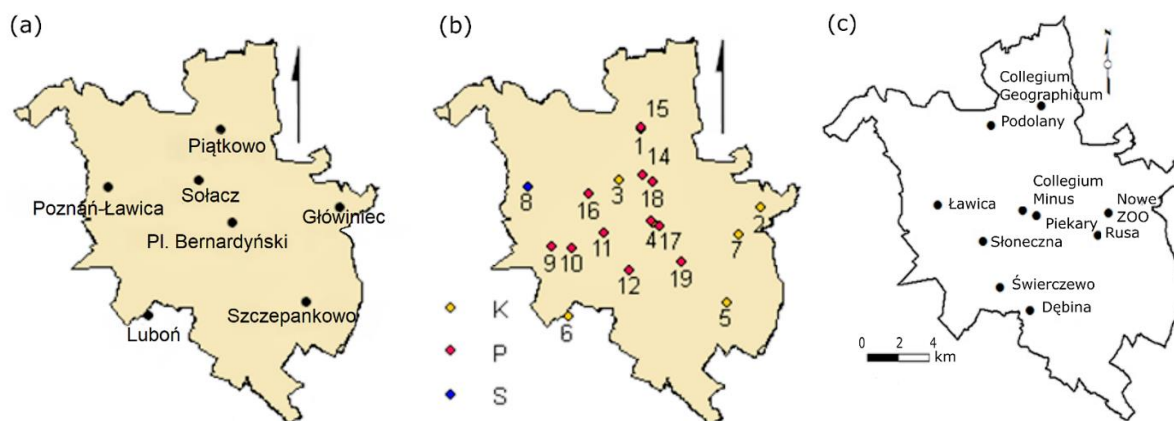 (a)
Piątkowo
Sołacz
Poznań-Ławica
Główiniec
Pl. Bernardyński
Szczepankowo
Luboń
(b)
15
1
14
3
18
8
16
2
4
17
7
11
9
10
12
19
5
6
K
P
S
(c)
N
Collegium
Geographicum
Podolany
Collegium
Minus
Nowe
ZOO
Ławica
Piekary
Rusa
Słoneczna
Świerczewo
Dębina
0 2 4
km